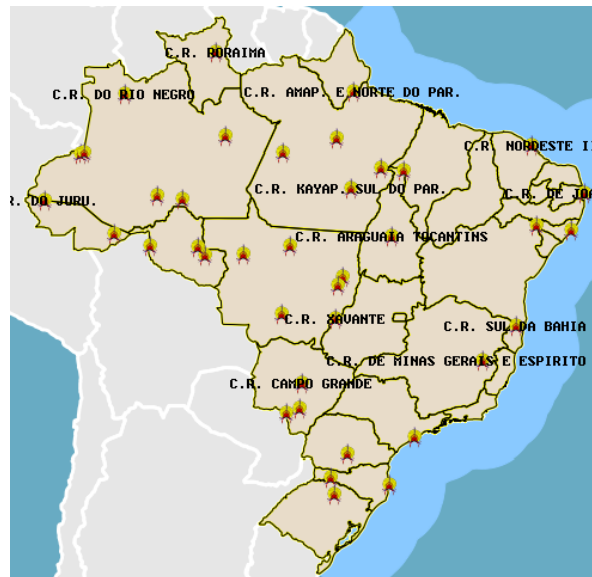 C.R. RORAIMA
C.R. DO RIO NEGRO
C.R. AMAP. E NORTE DO PAR.
C.R. NORDESTE I
C.R. KAYAP. SUL DO PAR.
C.R. DE JOA
R. DO JURU.
C.R. ARAGUAIA TOCANTINS
C.R. XAVANTE
C.R. SUL DA BAHIA
C.R. DE MINAS GERAIS E ESPIRITO
C.R. CAMPO GRANDE